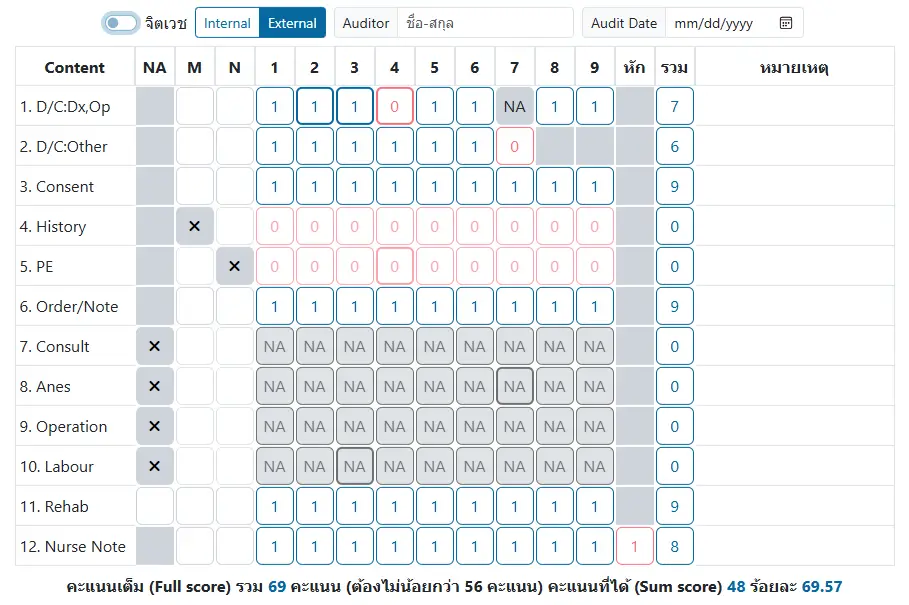 จิตเวช Internal External Auditor ชื่อ-สกุล Audit Date mm/dd/yyyy
Content NA M N 1 2 3 4 5 6 7 8 9 หัก รวม หมายเหตุ
1. D/C:Dx,Op 1 1 1 0 1 1 NA 1 1 7
2. D/C:Other 1 1 1 1 1 1 0 6
3. Consent 1 1 1 1 1 1 1 1 1 9
4. History × 0 0 0 0 0 0 0 0 0 0
5. PE × 0 0 0 0 0 0 0 0 0 0
6. Order/Note 1 1 1 1 1 1 1 1 1 9
7. Consult × NA NA NA NA NA NA NA NA NA 0
8. Anes × NA NA NA NA NA NA NA NA NA 0
9. Operation × NA NA NA NA NA NA NA NA NA 0
10. Labour × NA NA NA NA NA NA NA NA NA 0
11. Rehab 1 1 1 1 1 1 1 1 1 9
12. Nurse Note 1 1 1 1 1 1 1 1 1 1 8
คะแนนเต็ม (Full score) รวม 69 คะแนน (ต้องไม่น้อยกว่า 56 คะแนน) คะแนนที่ได้ (Sum score) 48 ร้อยละ 69.57